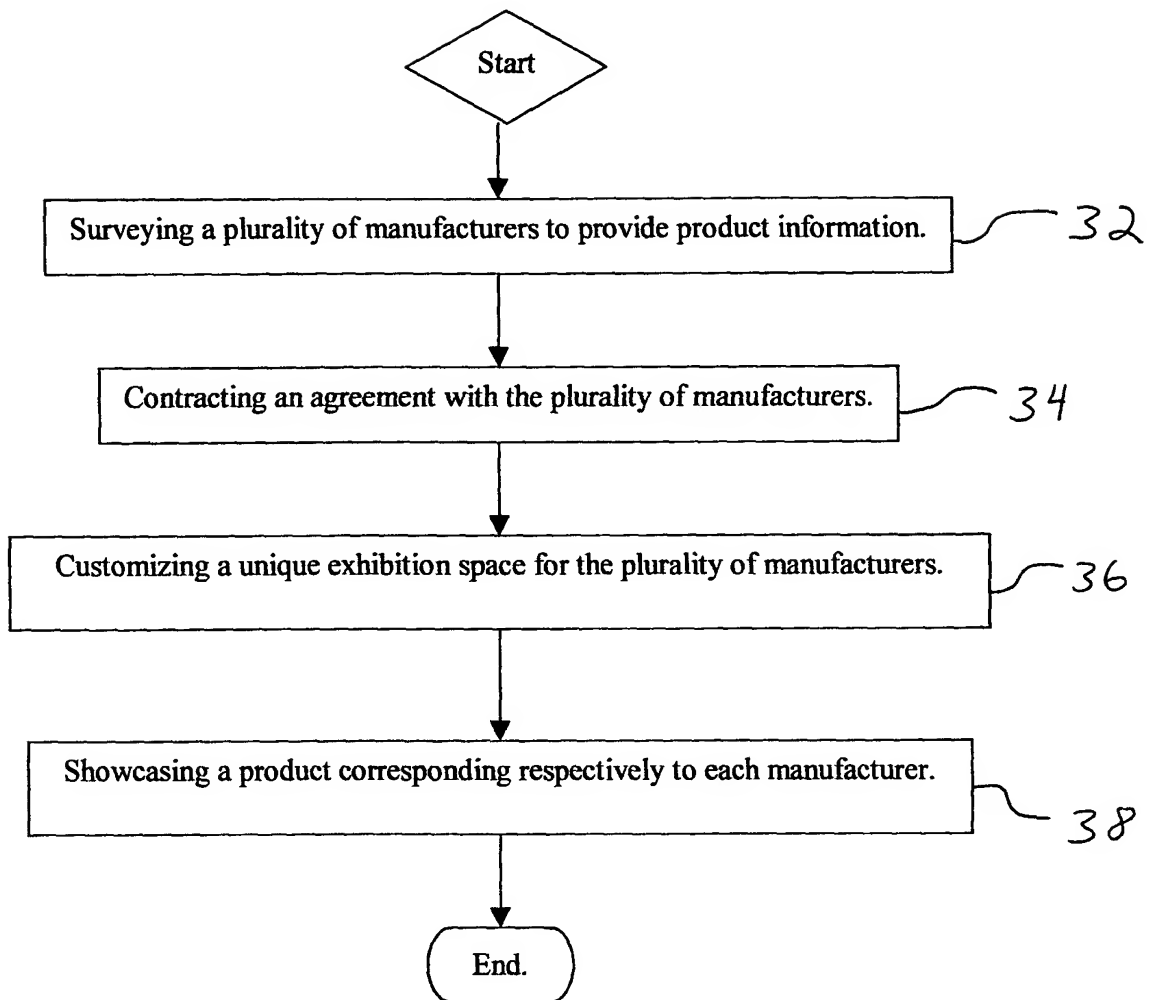 Start
Surveying a plurality of manufacturers to provide product information.
32
Contracting an agreement with the plurality of manufacturers.
34
Customizing a unique exhibition space for the plurality of manufacturers.
36
Showcasing a product corresponding respectively to each manufacturer.
38
End.